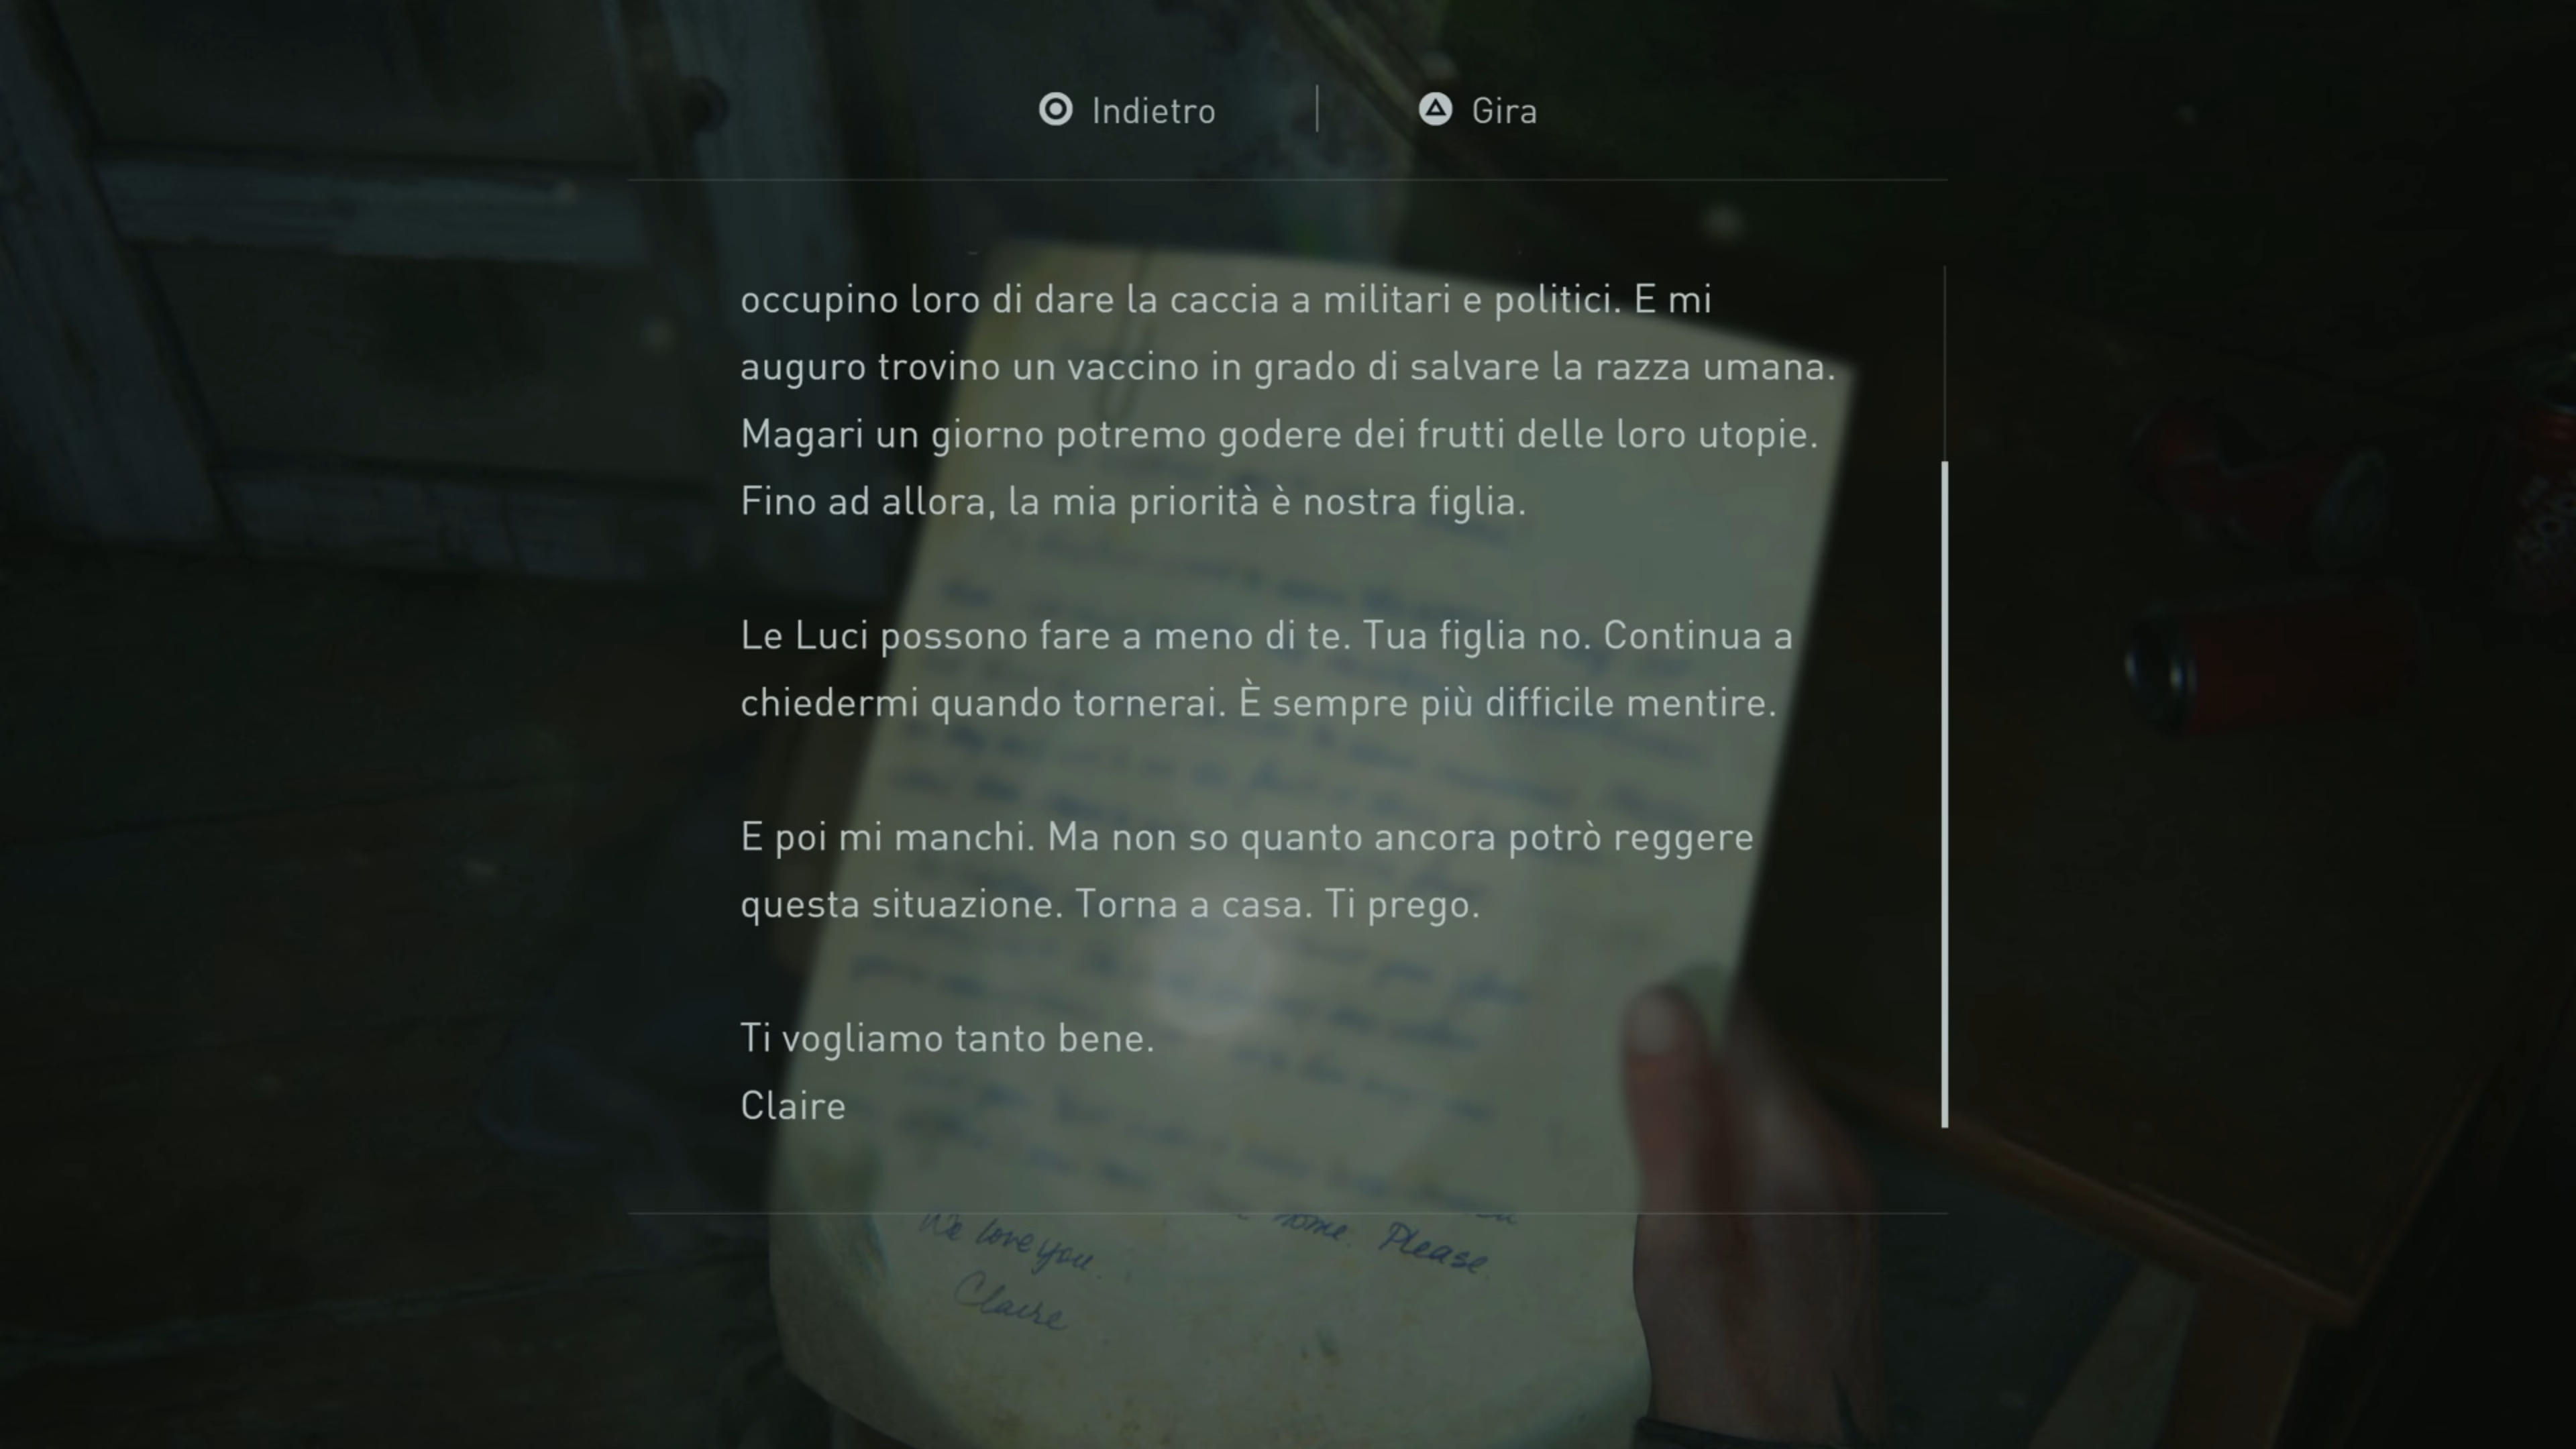 Indietro
Gira
occupino loro di dare la caccia a militari e politici. E mi
auguro trovino un vaccino in grado di salvare la razza umana.
Magari un giorno potremo godere dei frutti delle loro utopie.
Fino ad allora, la mia priorità è nostra figlia.
Le Luci possono fare a meno di te. Tua figlia no. Continua a
chiedermi quando tornerai. È sempre più difficile mentire.
E poi mi manchi. Ma non so quanto ancora potrò reggere
questa situazione. Torna a casa. Ti prego.
Ti vogliamo tanto bene.
Claire
Please.
We love you.
Claire